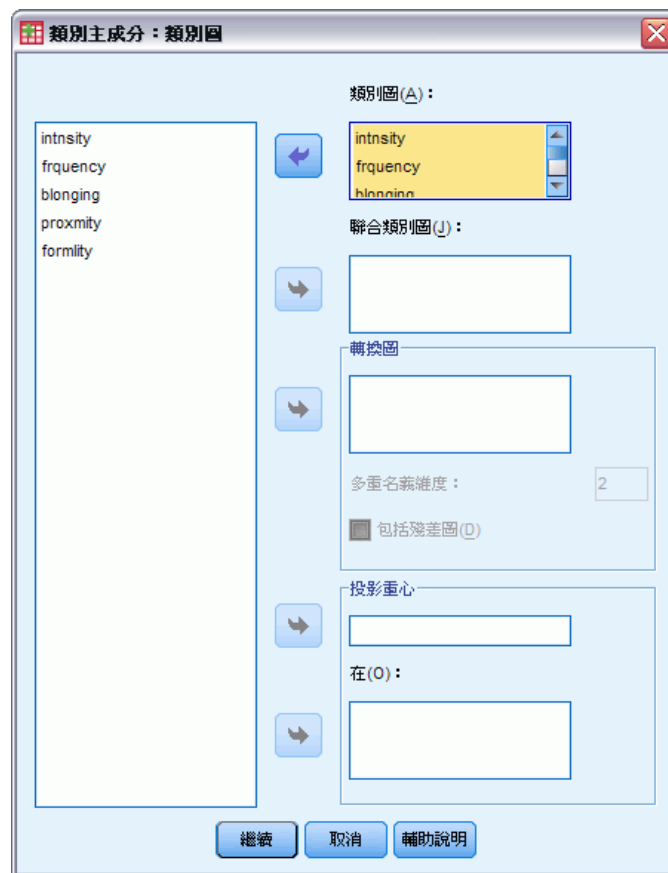 類別主成分：類別圖
類別圖(A)：
intnsity
frquency
blonging
proxmity
formlity
intnsity
frquency
blonging
聯合類別圖(J)：
轉換圖
多重名義維度：
2
包括殘差圖(D)
投影重心
在(O)：
繼續
取消
輔助說明